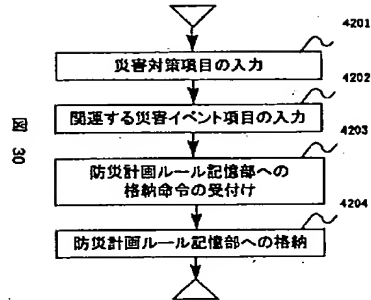 4201
災害対策項目の入力
4202
関連する災害イベント項目の入力
4203
防災計画ルール記憶部への
格納命令の受付け
4204
防災計画ルール記憶部への格納
図 30